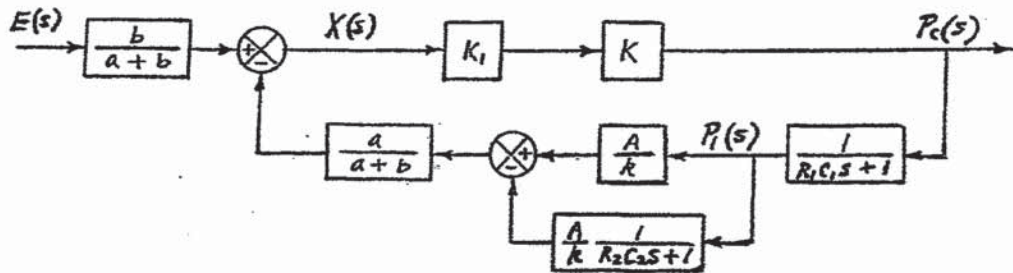 E(s)
b
a + b
+
-
X(s)
K₁
K
Pc(s)
a
a + b
+
-
A
k
P₁(s)
1
R₁C₁s + 1
A
k
1
R₂C₂s + 1